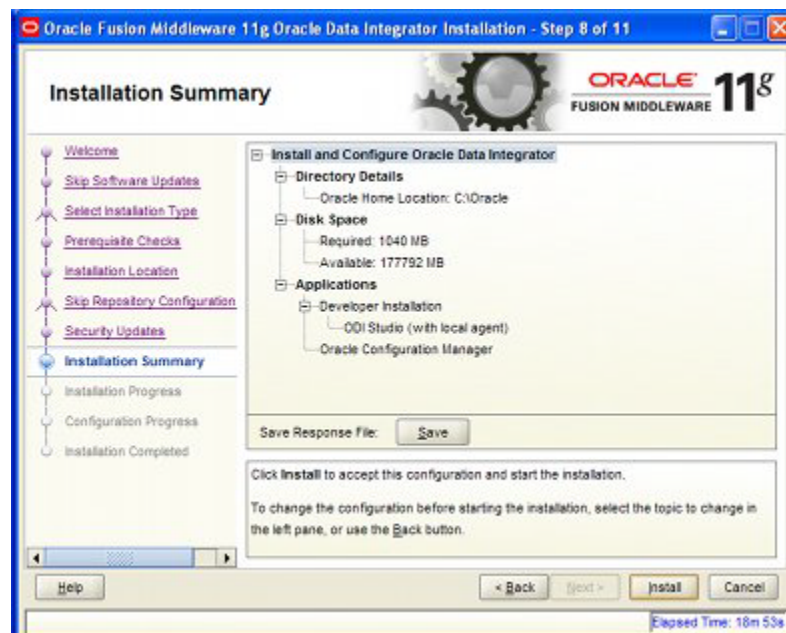 Oracle Fusion Middleware 11g Oracle Data Integrator Installation - Step 8 of 11
Installation Summary
ORACLE
FUSION MIDDLEWARE 11g
Welcome
Skip Software Updates
Select Installation Type
Prerequisite Checks
Installation Location
Skip Repository Configuration
Security Updates
Installation Summary
Installation Progress
Configuration Progress
Installation Completed
Install and Configure Oracle Data Integrator
Directory Details
Oracle Home Location: C:\Oracle
Disk Space
Required: 1040 MB
Available: 177792 MB
Applications
Developer Installation
ODI Studio (with local agent)
Oracle Configuration Manager
Save Response File: Save
Click Install to accept this configuration and start the installation.
To change the configuration before starting the installation, select the topic to change in
the left pane, or use the Back button.
Help < Back Next > Install Cancel
Elapsed Time: 18m 53s